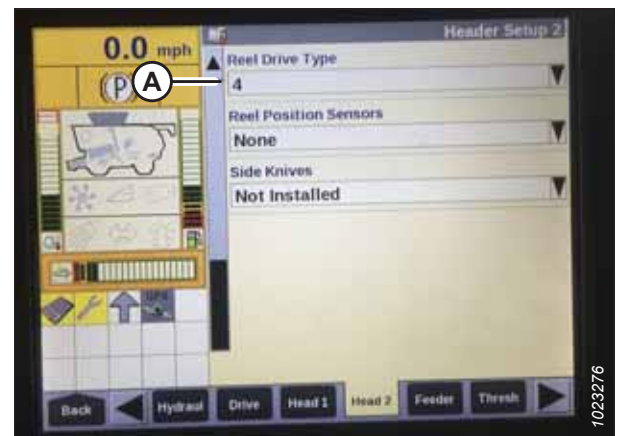 0.0 mph
Header Setup 2
Reel Drive Type
(P)
A
4
Reel Position Sensors
None
Side Knives
Not Installed
GPS
Back
Hydraul
Drive
Head 1
Head 2
Feeder
Thresh
1023276